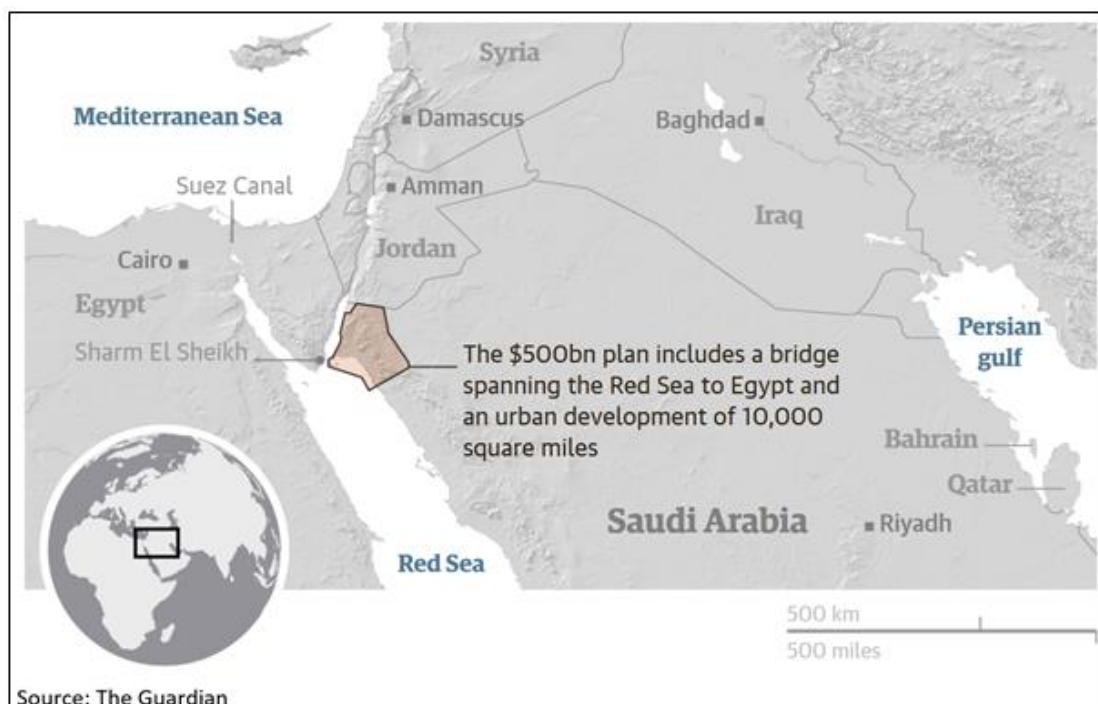 Syria
Mediterranean Sea
Damascus
Baghdad
Suez Canal
Amman
Iraq
Jordan
Cairo
Egypt
Persian
gulf
Sharm El Sheikh
The $500bn plan includes a bridge
spanning the Red Sea to Egypt and
an urban development of 10,000
square miles
Bahrain
Qatar
Saudi Arabia
Riyadh
Red Sea
500 km
500 miles
Source: The Guardian